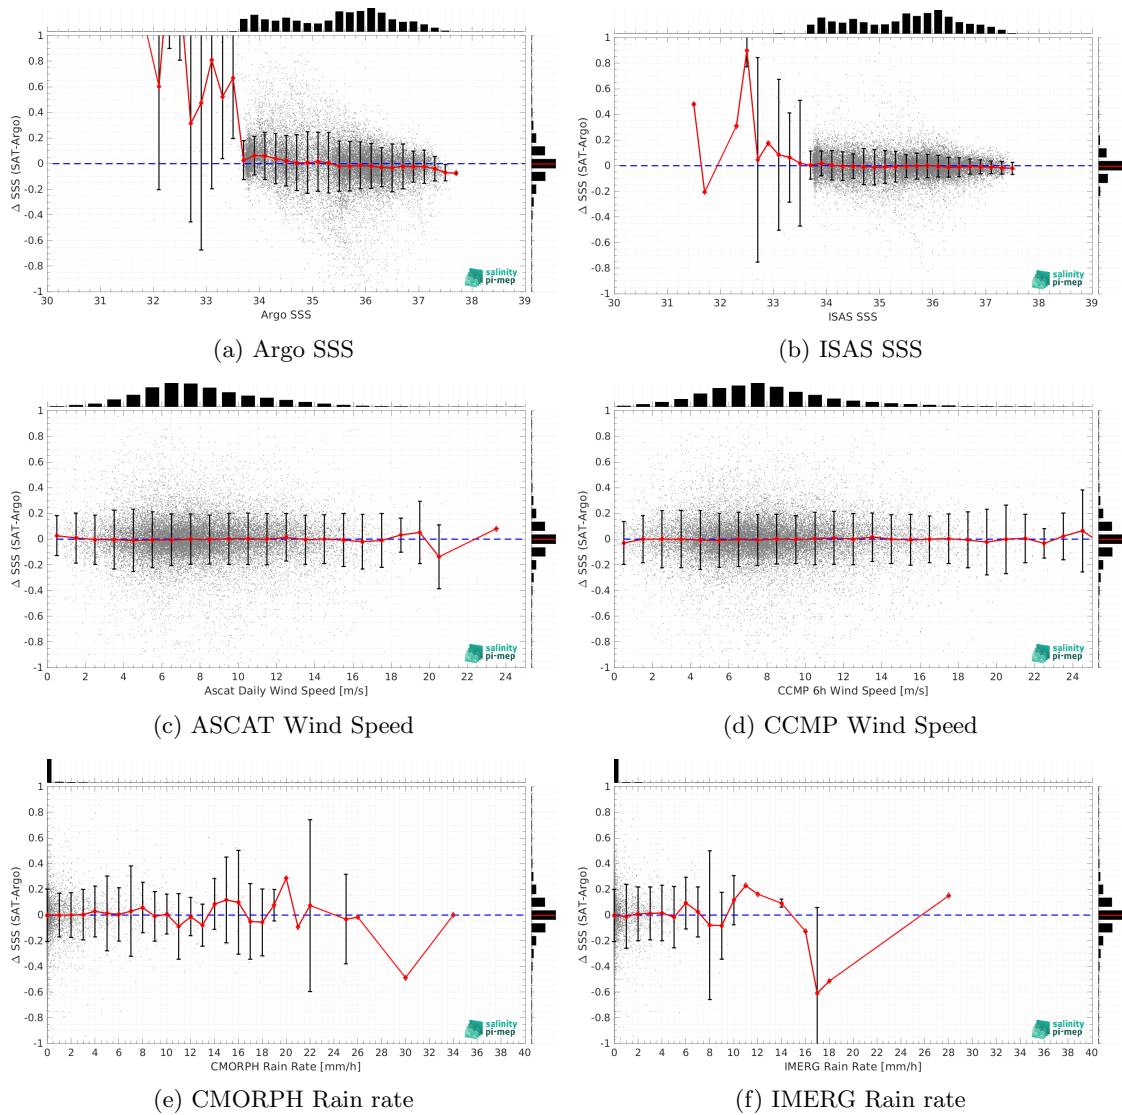 1
0.8
0.6
0.4
0.2
0
-0.2
-0.4
-0.6
-0.8
-1
Δ SSS (SAT-Argo)
30 31 32 33 34 35 36 37 38 39
Argo SSS
salinity
pi-mep
(a) Argo SSS
1
0.8
0.6
0.4
0.2
0
-0.2
-0.4
-0.6
-0.8
-1
Δ SSS (SAT-Argo)
30 31 32 33 34 35 36 37 38 39
ISAS SSS
salinity
pi-mep
(b) ISAS SSS
1
0.8
0.6
0.4
0.2
0
-0.2
-0.4
-0.6
-0.8
-1
Δ SSS (SAT-Argo)
0 2 4 6 8 10 12 14 16 18 20 22 24
Ascat Daily Wind Speed [m/s]
salinity
pi-mep
(c) ASCAT Wind Speed
1
0.8
0.6
0.4
0.2
0
-0.2
-0.4
-0.6
-0.8
-1
Δ SSS (SAT-Argo)
0 2 4 6 8 10 12 14 16 18 20 22 24
CCMP 6h Wind Speed [m/s]
salinity
pi-mep
(d) CCMP Wind Speed
1
0.8
0.6
0.4
0.2
0
-0.2
-0.4
-0.6
-0.8
-1
Δ SSS (SAT-Argo)
0 2 4 6 8 10 12 14 16 18 20 22 24 26 28 30 32 34 36 38 40
CMORPH Rain Rate [mm/h]
salinity
pi-mep
(e) CMORPH Rain rate
1
0.8
0.6
0.4
0.2
0
-0.2
-0.4
-0.6
-0.8
-1
Δ SSS (SAT-Argo)
0 2 4 6 8 10 12 14 16 18 20 22 24 26 28 30 32 34 36 38 40
IMERG Rain Rate [mm/h]
salinity
pi-mep
(f) IMERG Rain rate